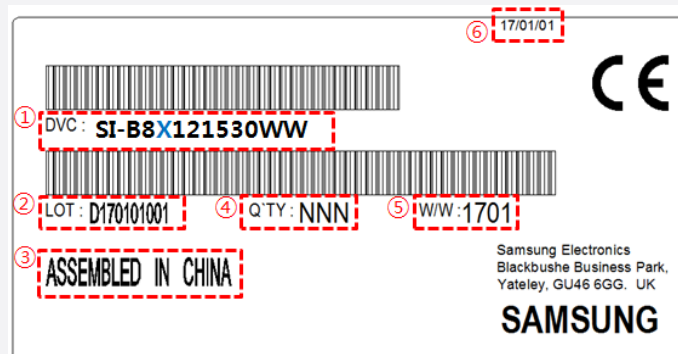 ⑥ 17/01/01
CE
① DVC : SI-B8X121530WW
② LOT : D170101001 ④ Q`TY : NNN ⑤ W/W :1701
③ ASSEMBLED IN CHINA
Samsung Electronics
Blackbushe Business Park,
Yateley, GU46 6GG. UK
SAMSUNG